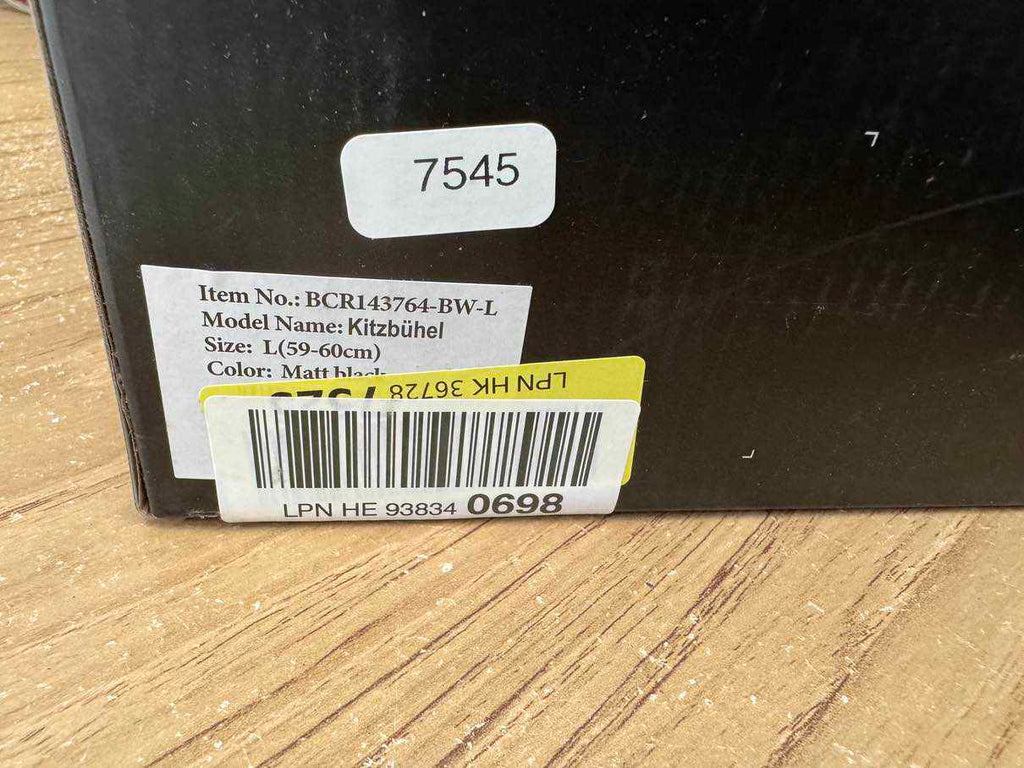 7545
Item No.: BCR143764-BW-L
Model Name: Kitzbühel
Size: L(59-60cm)
Color: Matt black
LPN HK 36728
LPN HE 93834 0698